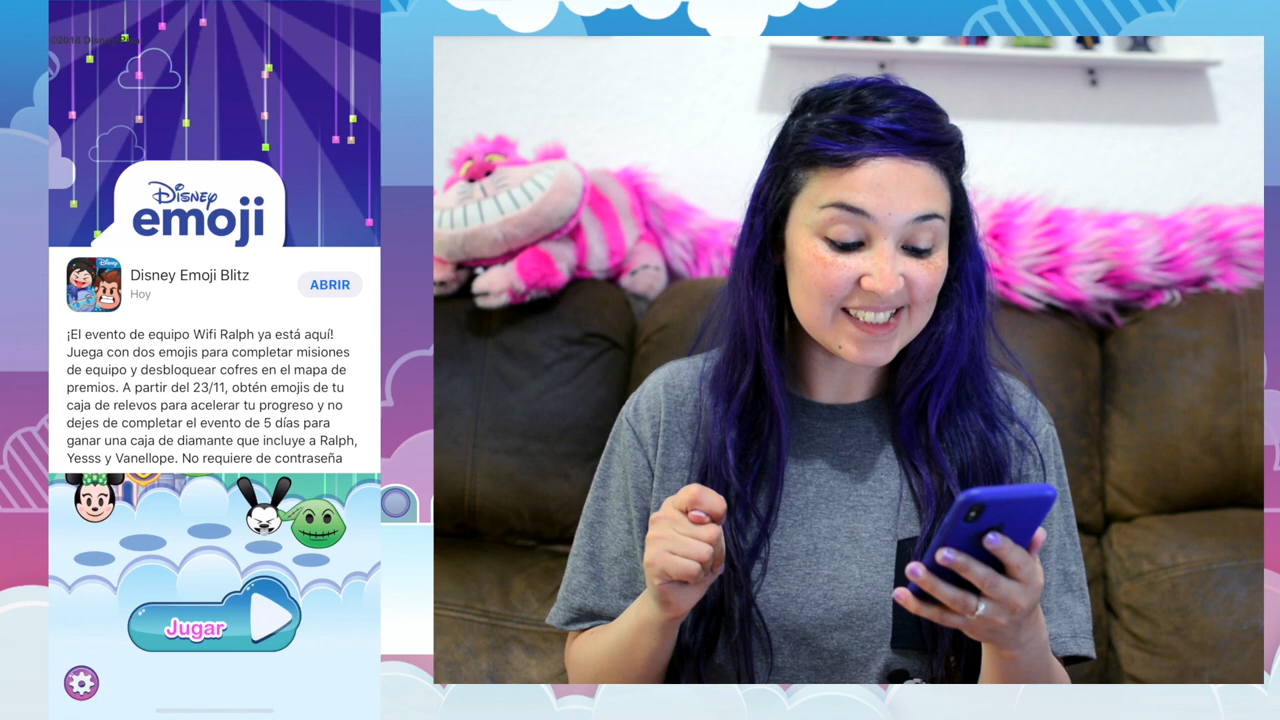 ©2016 Disney
Disney
emoji
Disney
Disney Emoji Blitz
Hoy
ABRIR
¡El evento de equipo Wifi Ralph ya está aquí!
Juega con dos emojis para completar misiones
de equipo y desbloquear cofres en el mapa de
premios. A partir del 23/11, obtén emojis de tu
caja de relevos para acelerar tu progreso y no
dejes de completar el evento de 5 días para
ganar una caja de diamante que incluye a Ralph,
Yesss y Vanellope. No requiere de contraseña
Jugar